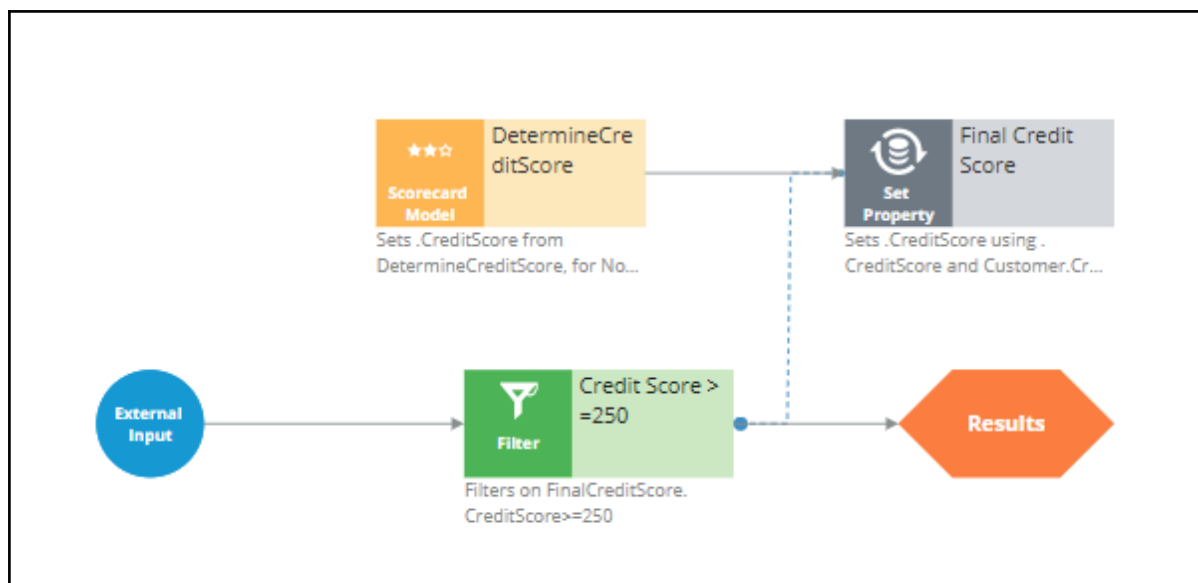 DetermineCre
ditScore
Scorecard
Model
Sets .CreditScore from
DetermineCreditScore, for No...
Final Credit
Score
Set
Property
Sets .CreditScore using .
CreditScore and Customer.Cr...
External
Input
Credit Score >
=250
Filter
Filters on FinalCreditScore.
CreditScore>=250
Results